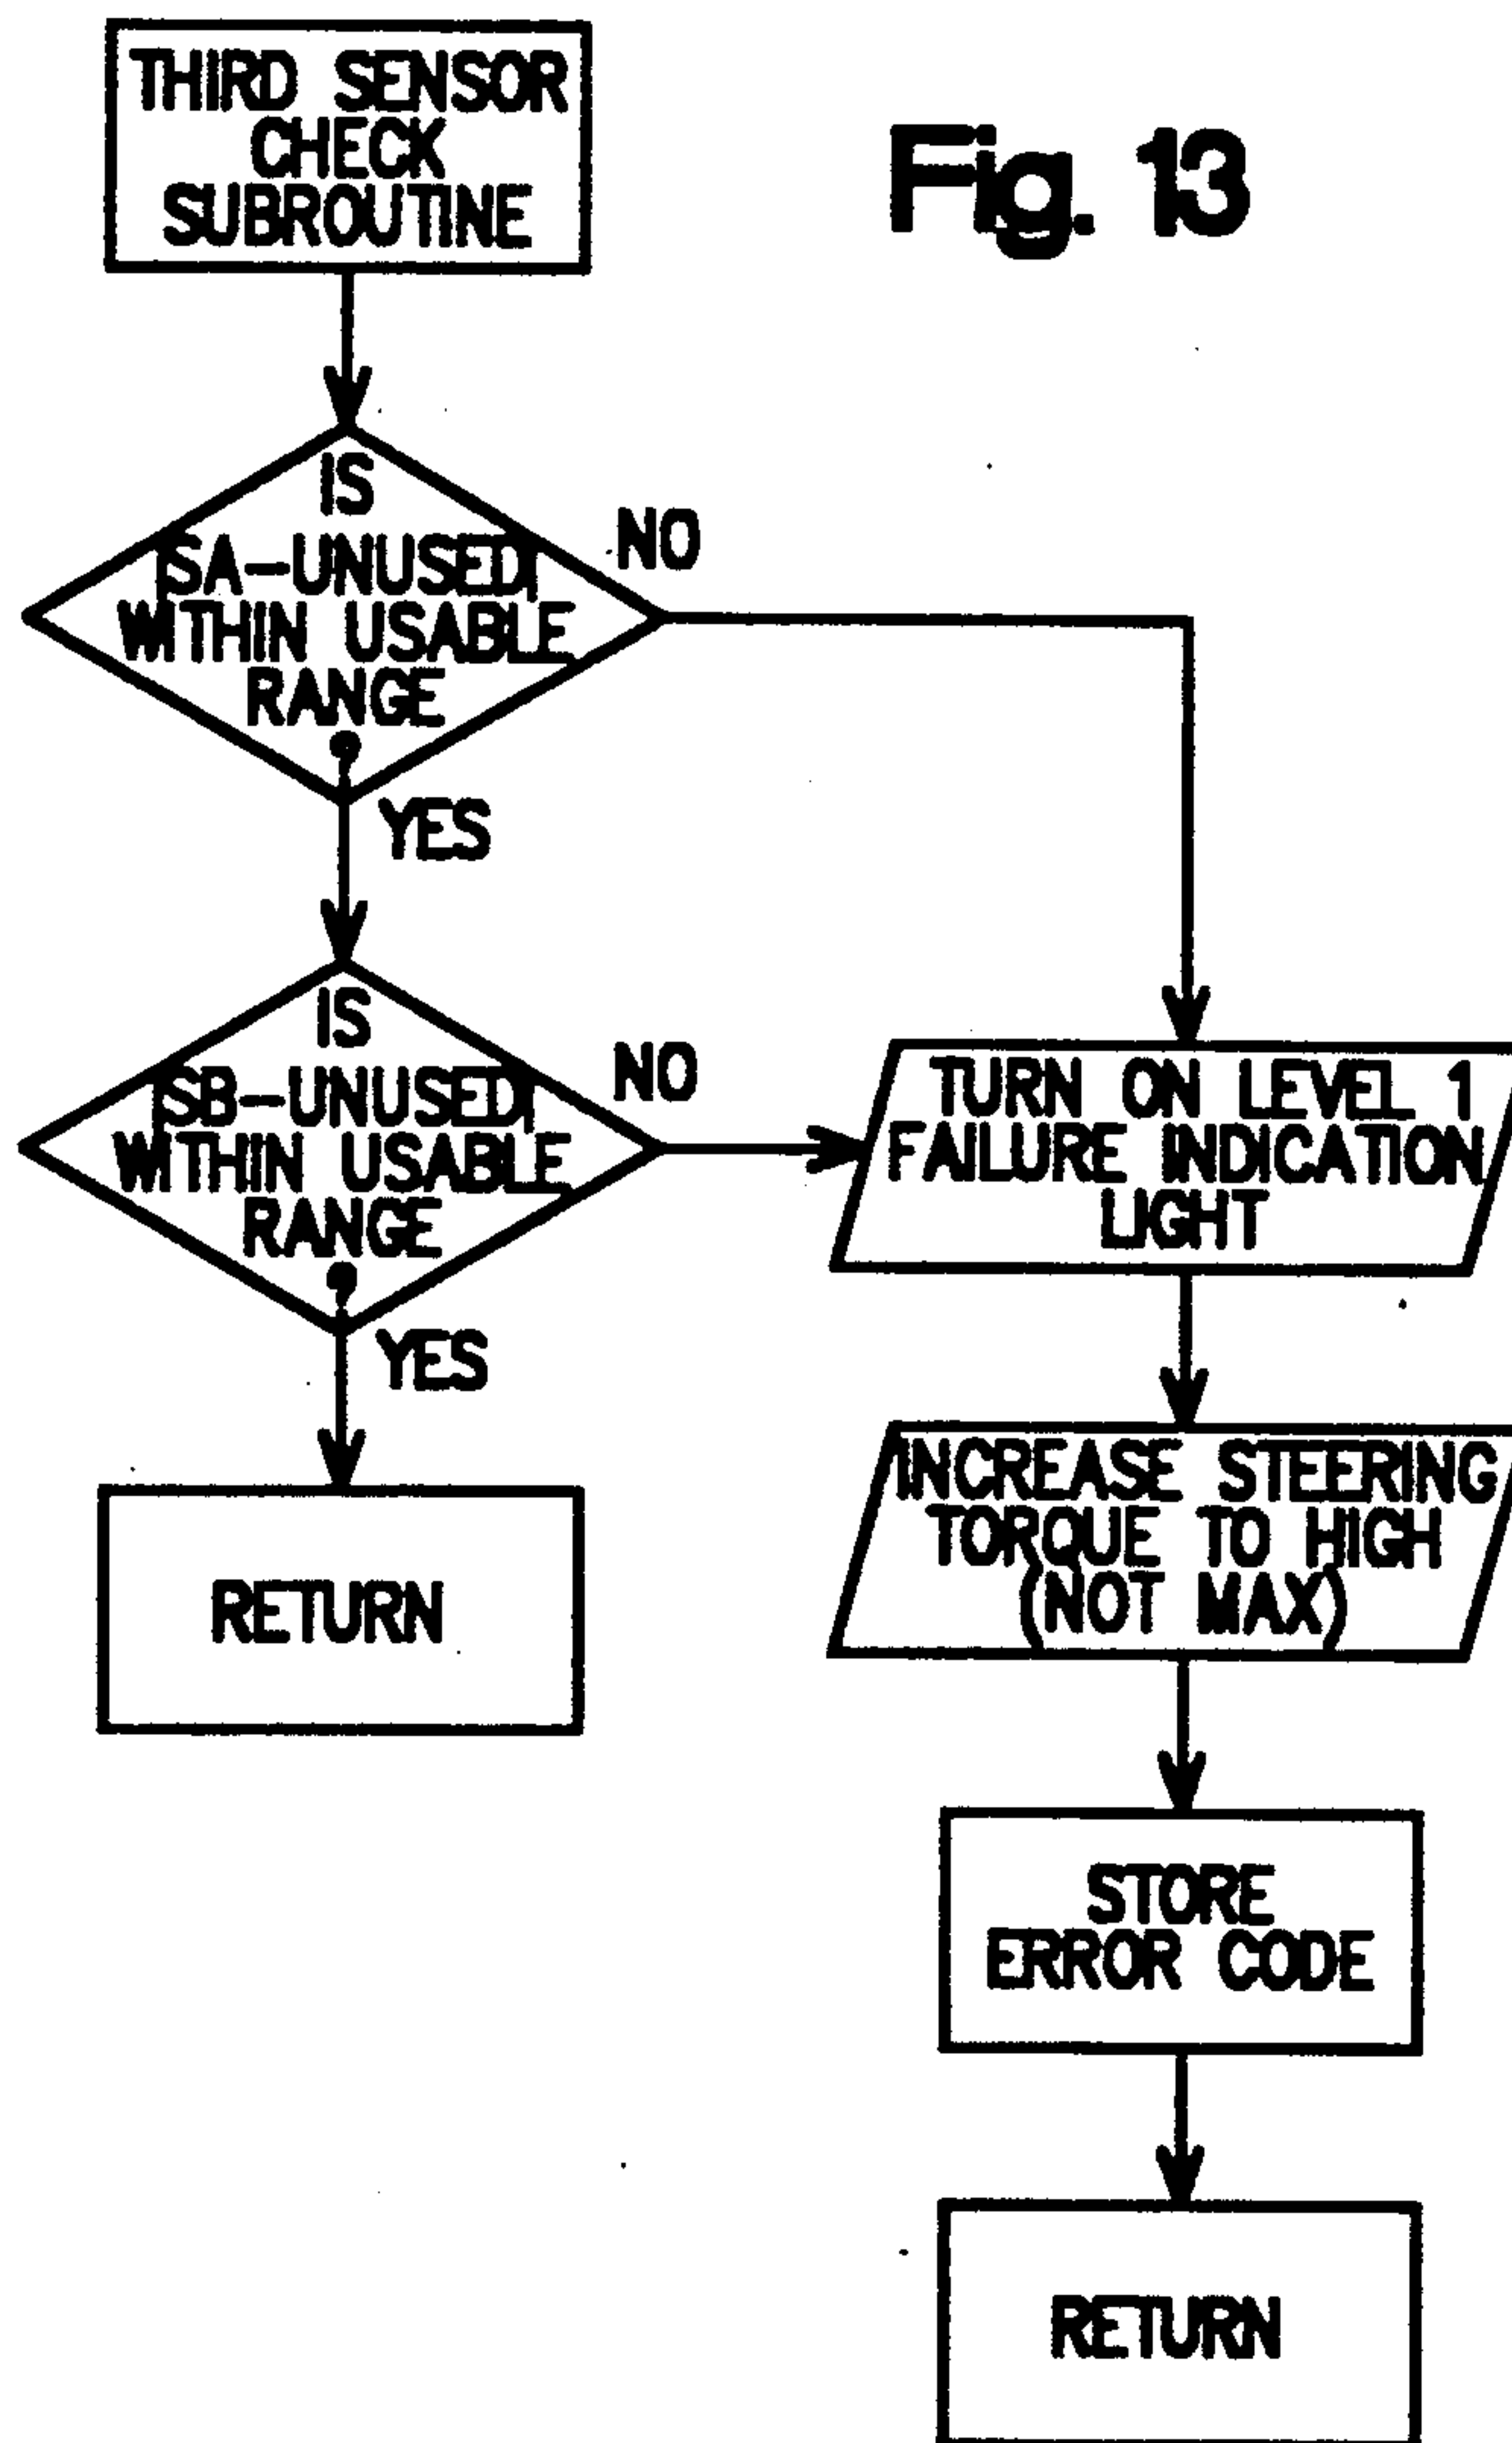 THIRD SENSOR
CHECK
SUBROUTINE
Fig. 13
IS
|SA-UNUSED|
WITHIN USABLE
RANGE
?
NO
YES
IS
|SB-UNUSED|
WITHIN USABLE
RANGE
?
NO
YES
RETURN
TURN ON LEVEL 1
FAILURE INDICATION
LIGHT
INCREASE STEERING
TORQUE TO HIGH
(NOT MAX)
STORE
ERROR CODE
RETURN